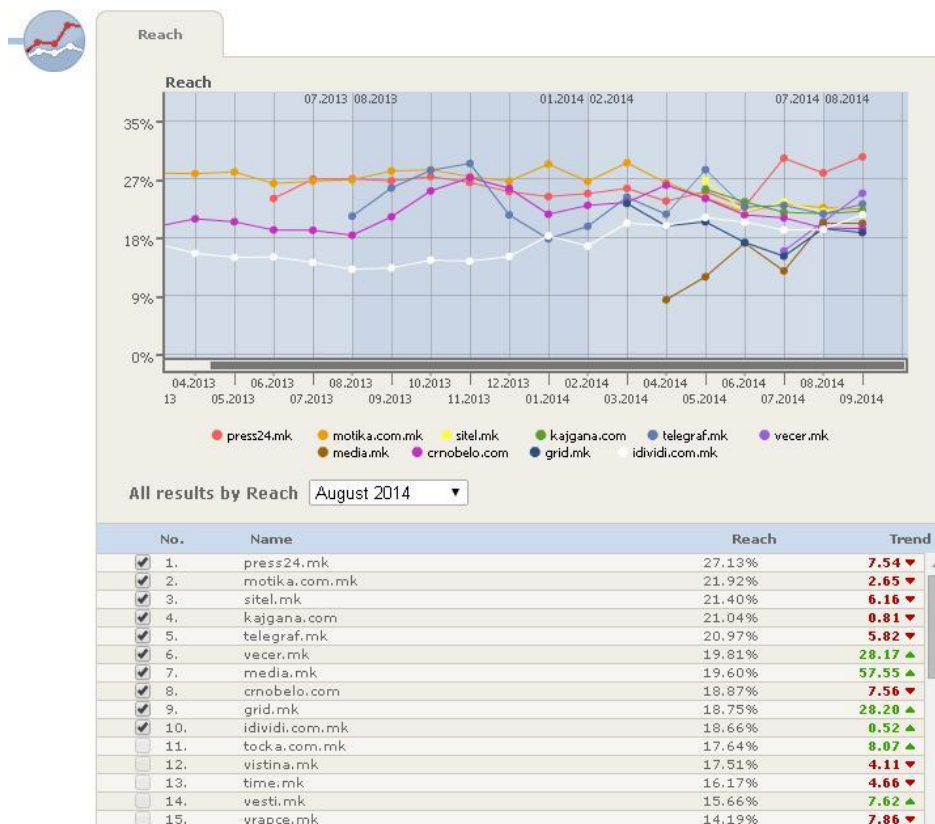 Reach
Reach
07.2013 08.2013 01.2014 02.2014 07.2014 08.2014
35%
27%
18%
9%
0%
04.2013 06.2013 08.2013 10.2013 12.2013 02.2014 04.2014 06.2014 08.2014
13 05.2013 07.2013 09.2013 11.2013 01.2014 03.2014 05.2014 07.2014 09.2014
press24.mk motika.com.mk sitel.mk kajgana.com telegraf.mk vecer.mk
media.mk crnobelo.com grid.mk idividi.com.mk
All results by Reach August 2014 ▼
No. Name Reach Trend
1. press24.mk 27.13% 7.54 ▼
2. motika.com.mk 21.92% 2.65 ▼
3. sitel.mk 21.40% 6.16 ▼
4. kajgana.com 21.04% 0.81 ▼
5. telegraf.mk 20.97% 5.82 ▼
6. vecer.mk 19.81% 28.17 ▲
7. media.mk 19.60% 57.55 ▲
8. crnobelo.com 18.87% 7.56 ▼
9. grid.mk 18.75% 28.20 ▲
10. idividi.com.mk 18.66% 0.52 ▲
11. tocka.com.mk 17.64% 8.07 ▲
12. vistina.mk 17.51% 4.11 ▼
13. time.mk 16.17% 4.66 ▼
14. vesti.mk 15.66% 7.62 ▲
15. vrapce.mk 14.19% 7.86 ▼